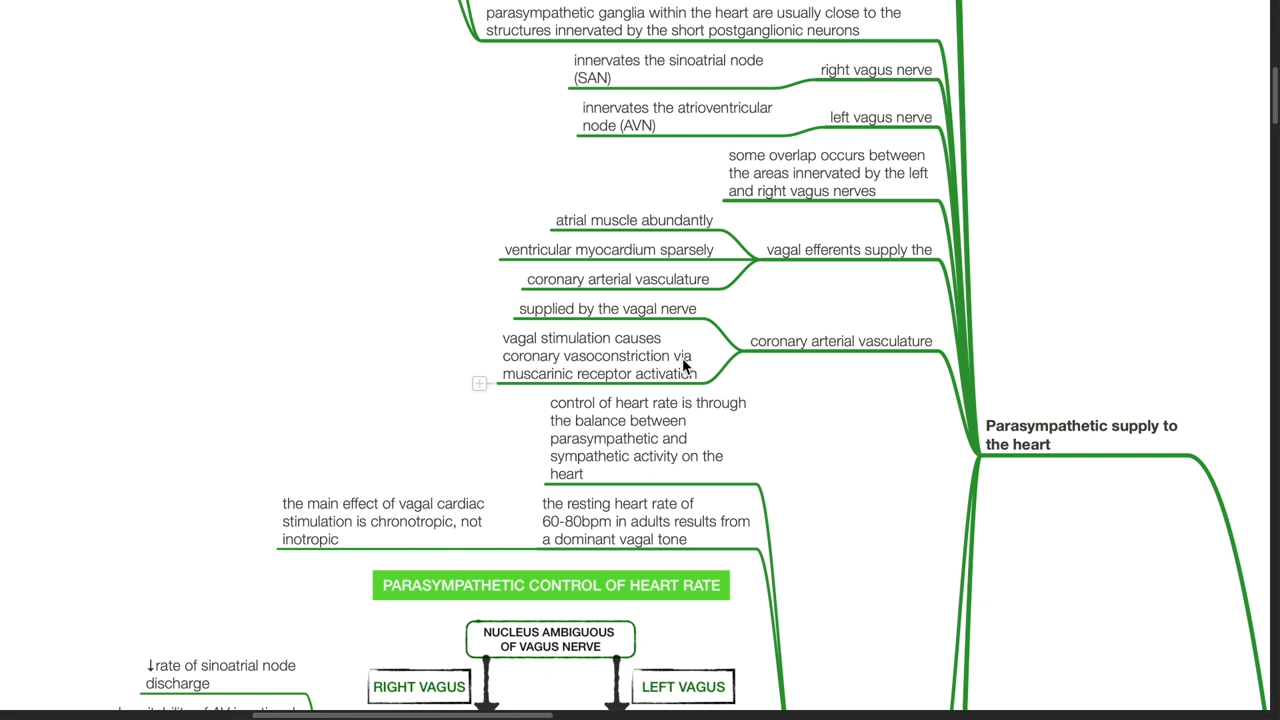 parasympathetic ganglia within the heart are usually close to the
structures innervated by the short postganglionic neurons
innervates the sinoatrial node
(SAN)
right vagus nerve
innervates the atrioventricular
node (AVN)
left vagus nerve
some overlap occurs between
the areas innervated by the left
and right vagus nerves
atrial muscle abundantly
ventricular myocardium sparsely
vagal efferents supply the
coronary arterial vasculature
supplied by the vagal nerve
vagal stimulation causes
coronary vasoconstriction via
muscarinic receptor activation
coronary arterial vasculature
control of heart rate is through
the balance between
parasympathetic and
sympathetic activity on the
heart
Parasympathetic supply to
the heart
the main effect of vagal cardiac
stimulation is chronotropic, not
inotropic
the resting heart rate of
60-80bpm in adults results from
a dominant vagal tone
PARASYMPATHETIC CONTROL OF HEART RATE
NUCLEUS AMBIGUOUS
OF VAGUS NERVE
↓rate of sinoatrial node
discharge
RIGHT VAGUS
LEFT VAGUS